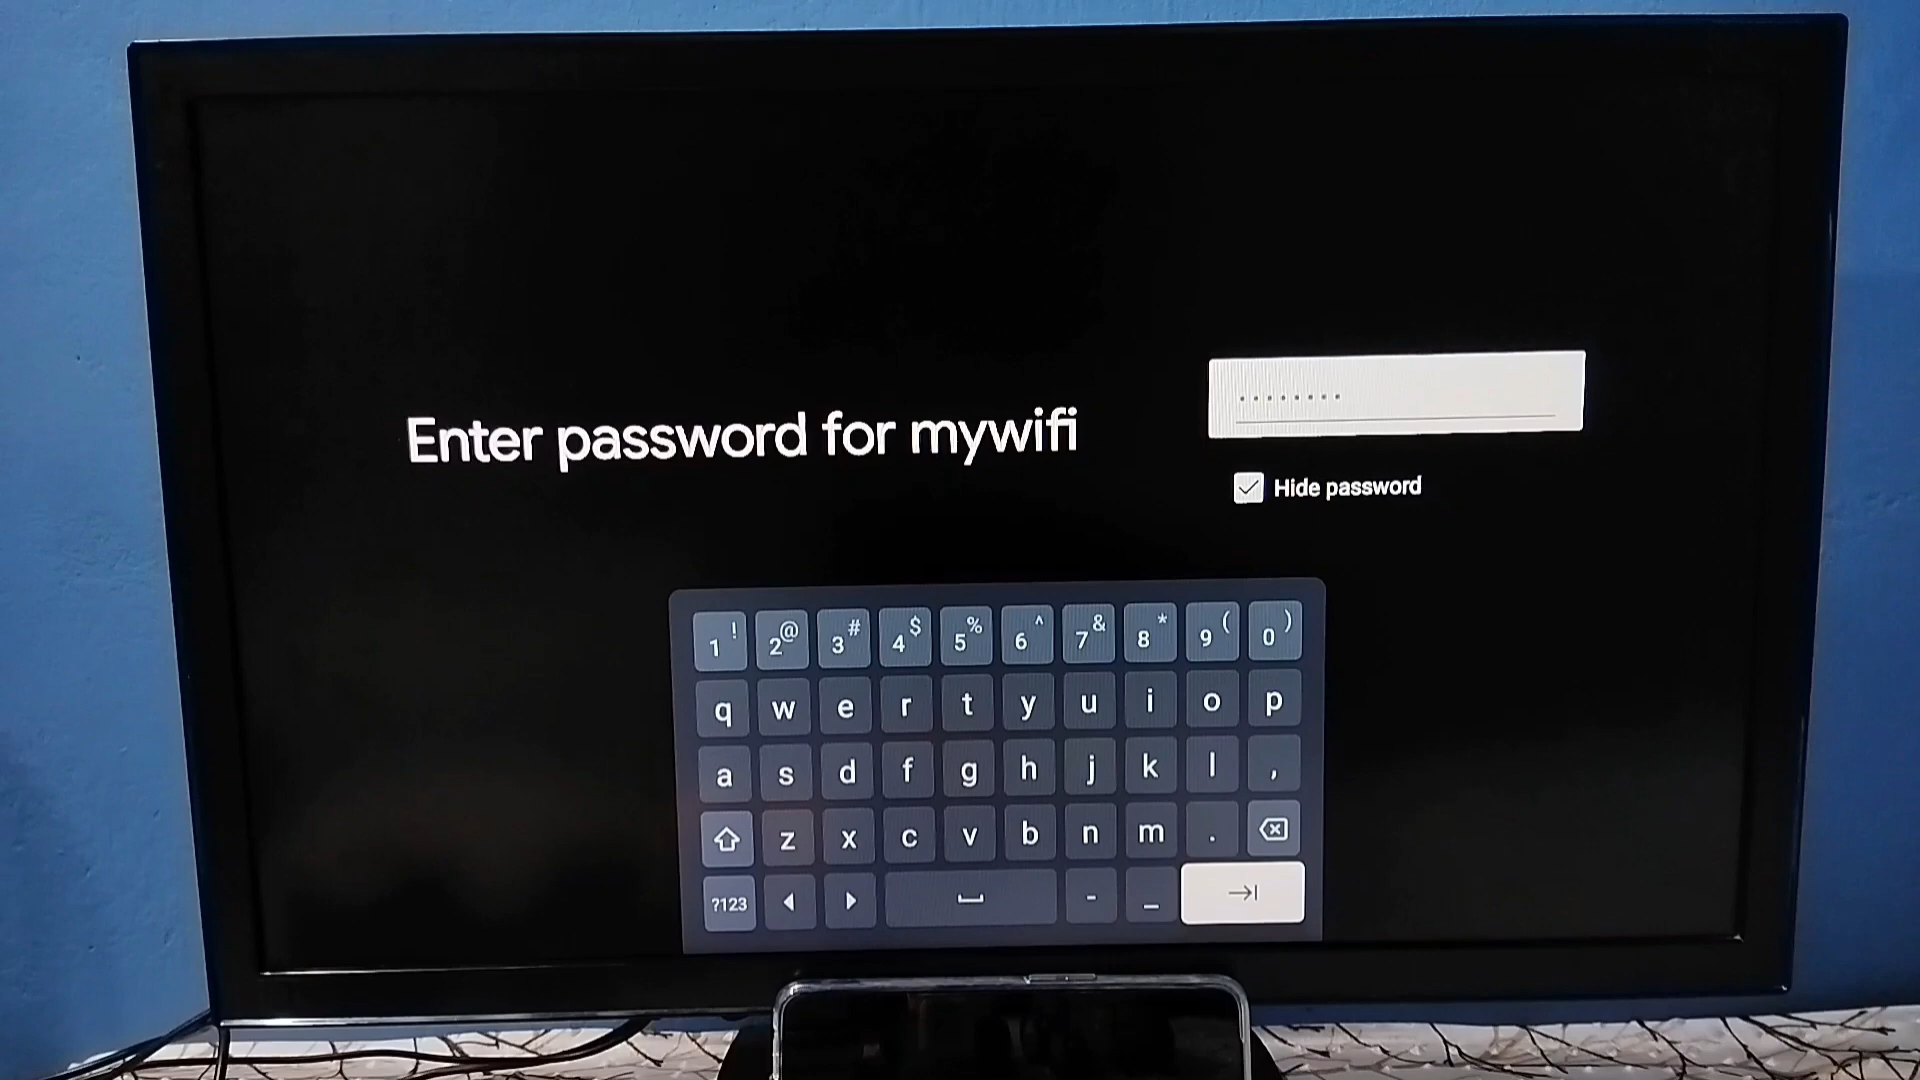 Enter password for mywifi
........
Hide password
1 ! 2 @ 3 # 4 $ 5 % 6 ^ 7 & 8 * 9 ( 0 )
q w e r t y u i o p
a s d f g h j k l ,
z x c v b n m .
?123 - _